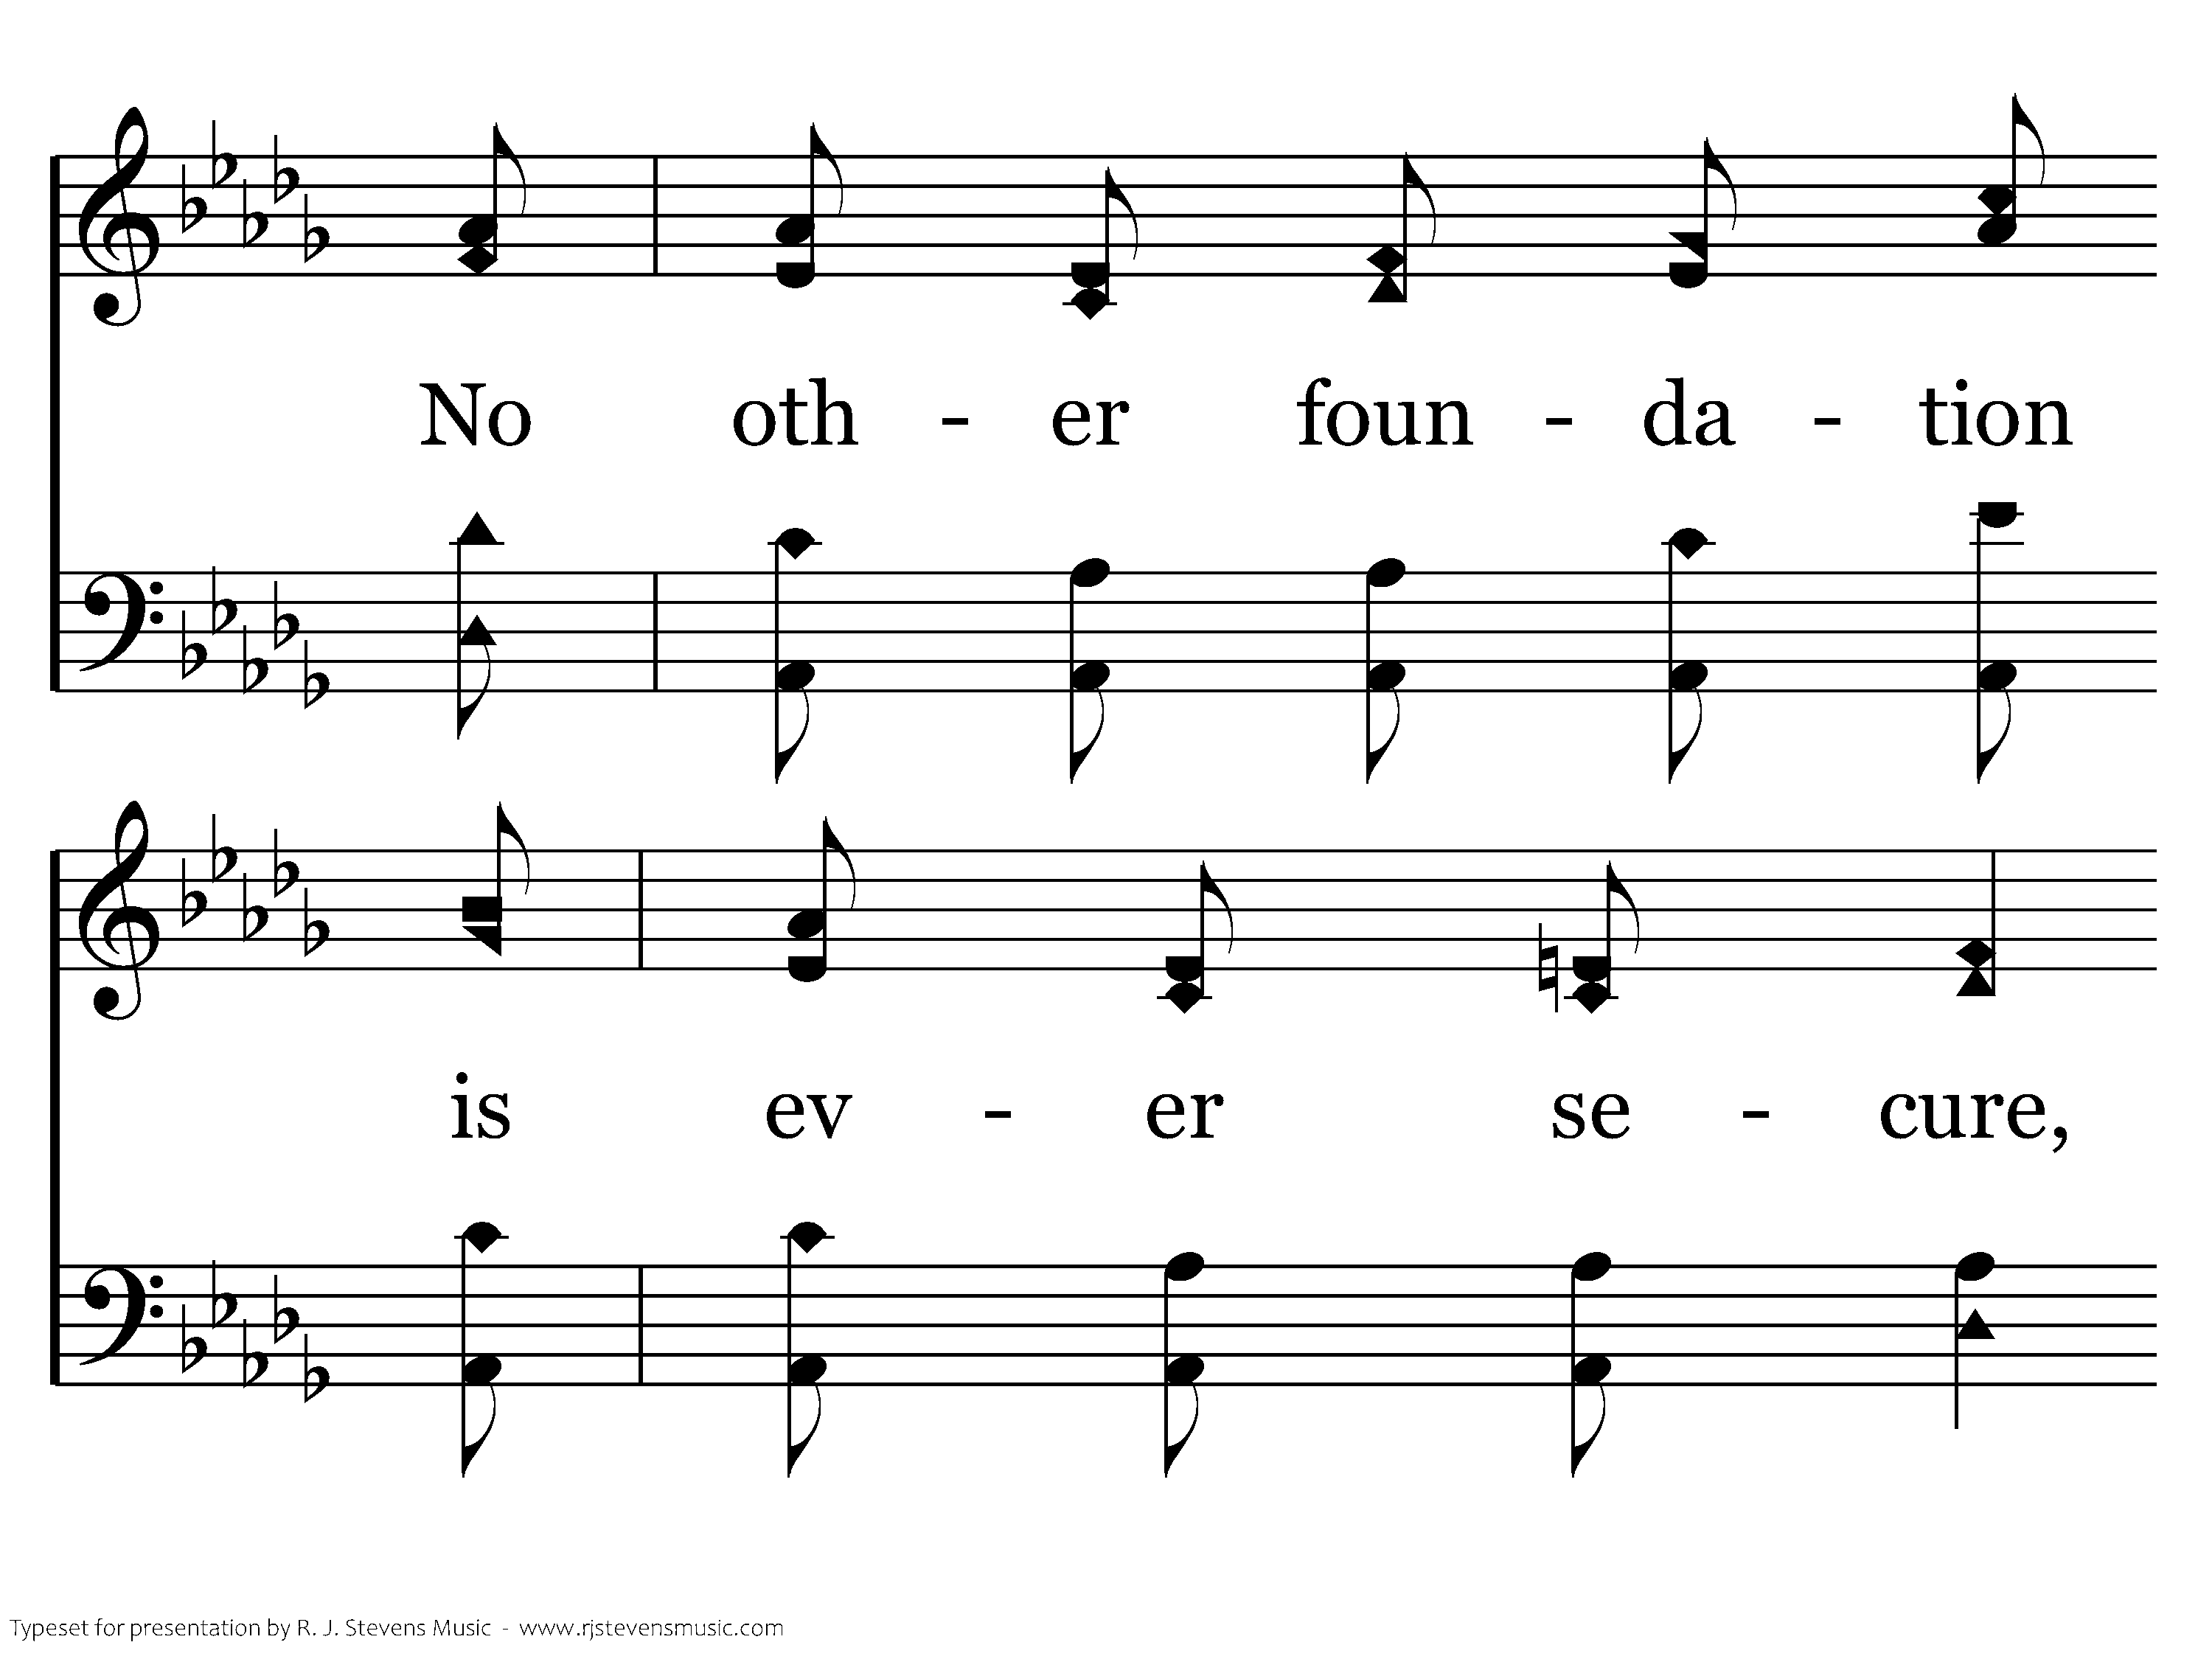 No oth - er foun - da - tion
is ev - er se - cure,
Typeset for presentation by R. J. Stevens Music - www.rjstevensmusic.com